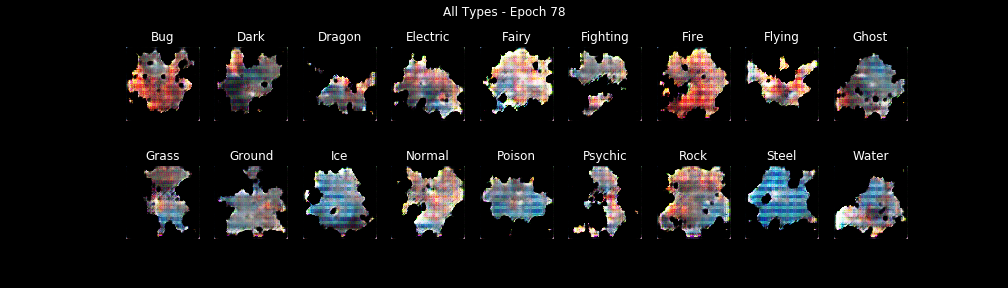 All Types - Epoch 78
Bug Dark Dragon Electric Fairy Fighting Fire Flying Ghost
Grass Ground Ice Normal Poison Psychic Rock Steel Water